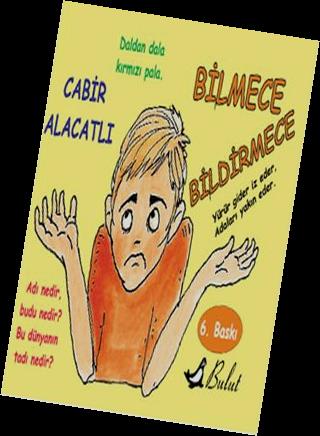 Daldan dala
kırmızı pala.
CABİR
ALACATLI
BİLMECE
BİLDİRMECE
Yürür gider iz eder,
Adaları yakın eder.
Adı nedir,
budu nedir?
Bu dünyanın
tadı nedir?
6. Baskı
Bulut